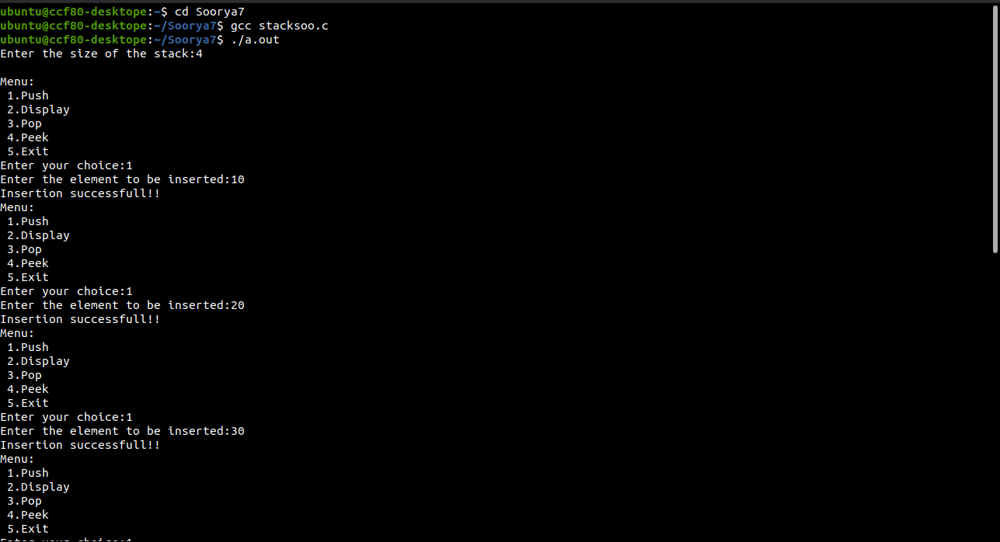 ubuntu@ccf80-desktope:~$ cd Soorya7
ubuntu@ccf80-desktope:~/Soorya7$ gcc stacksoo.c
ubuntu@ccf80-desktope:~/Soorya7$ ./a.out
Enter the size of the stack:4

Menu:
 1.Push
 2.Display
 3.Pop
 4.Peek
 5.Exit
Enter your choice:1
Enter the element to be inserted:10
Insertion successfull!!
Menu:
 1.Push
 2.Display
 3.Pop
 4.Peek
 5.Exit
Enter your choice:1
Enter the element to be inserted:20
Insertion successfull!!
Menu:
 1.Push
 2.Display
 3.Pop
 4.Peek
 5.Exit
Enter your choice:1
Enter the element to be inserted:30
Insertion successfull!!
Menu:
 1.Push
 2.Display
 3.Pop
 4.Peek
 5.Exit
Enter your choice:1